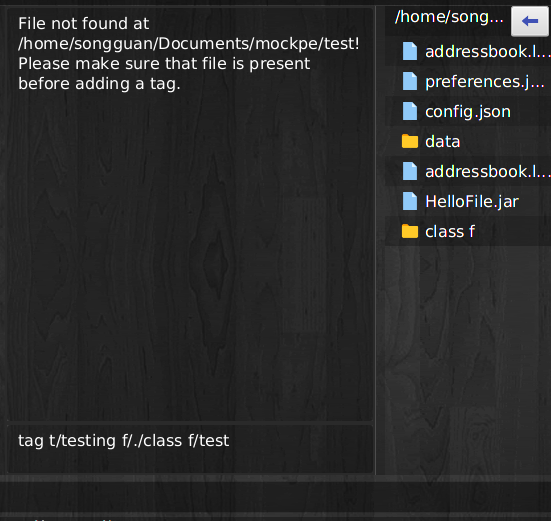 File not found at
/home/songguan/Documents/mockpe/test!
Please make sure that file is present
before adding a tag.
tag t/testing f/./class f/test
/home/song...
addressbook.l...
preferences.j...
config.json
data
addressbook.l...
HelloFile.jar
class f